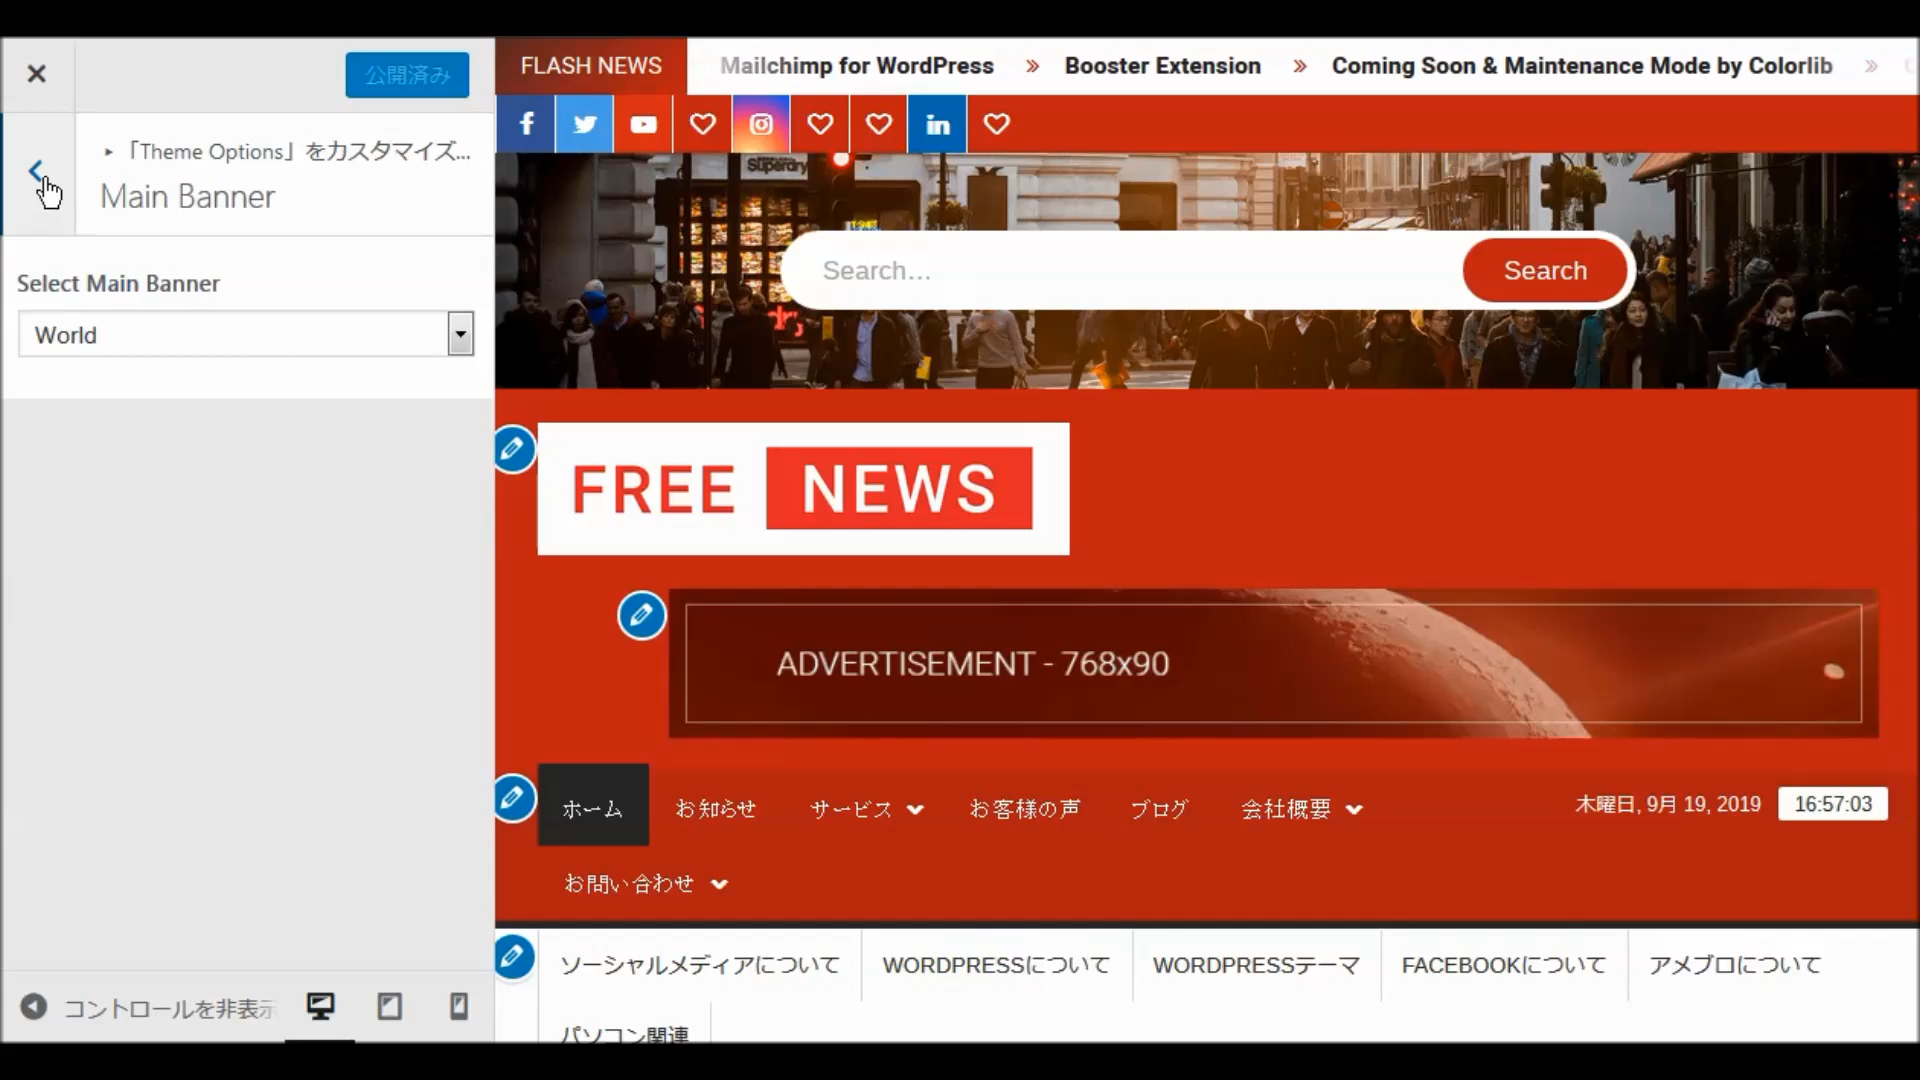 公開済み
▸「Theme Options」をカスタマイズ...
Main Banner
Select Main Banner
World
コントロールを非表示
FLASH NEWS
Mailchimp for WordPress » Booster Extension » Coming Soon & Maintenance Mode by Colorlib »
Superdry
Search...
Search
FREE NEWS
ADVERTISEMENT - 768x90
ホーム お知らせ サービス お客様の声 ブログ 会社概要
木曜日, 9月 19, 2019 16:57:03
お問い合わせ
ソーシャルメディアについて WORDPRESSについて WORDPRESSテーマ FACEBOOKについて アメブロについて
パソコン関連